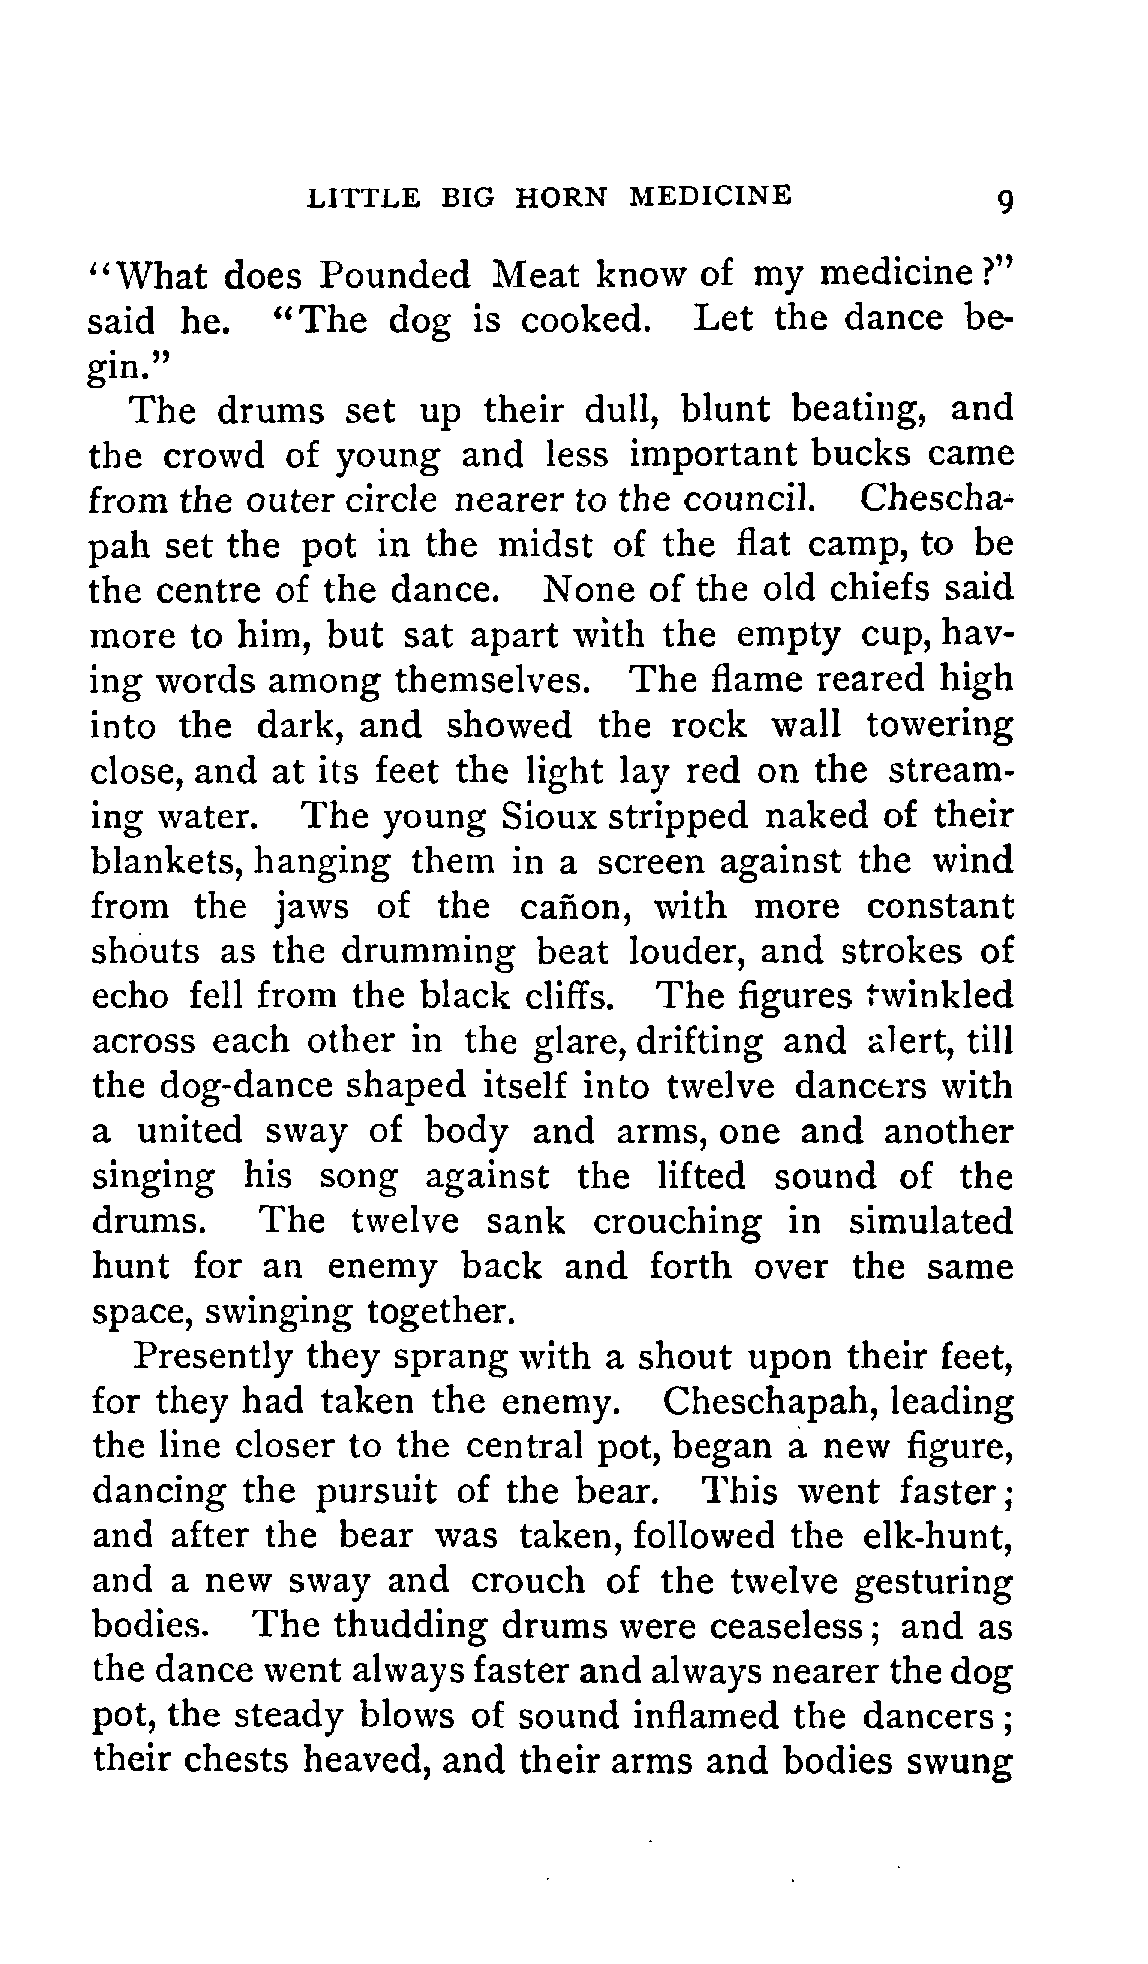 LITTLE BIG HORN MEDICINE 9
“What does Pounded Meat know of my medicine?”
said he. “The dog is cooked. Let the dance be-
gin.”
The drums set up their dull, blunt beating, and
the crowd of young and less important bucks came
from the outer circle nearer to the council. Chescha-
pah set the pot in the midst of the flat camp, to be
the centre of the dance. None of the old chiefs said
more to him, but sat apart with the empty cup, hav-
ing words among themselves. The flame reared high
into the dark, and showed the rock wall towering
close, and at its feet the light lay red on the stream-
ing water. The young Sioux stripped naked of their
blankets, hanging them in a screen against the wind
from the jaws of the cañon, with more constant
shouts as the drumming beat louder, and strokes of
echo fell from the black cliffs. The figures twinkled
across each other in the glare, drifting and alert, till
the dog-dance shaped itself into twelve dancers with
a united sway of body and arms, one and another
singing his song against the lifted sound of the
drums. The twelve sank crouching in simulated
hunt for an enemy back and forth over the same
space, swinging together.
Presently they sprang with a shout upon their feet,
for they had taken the enemy. Cheschapah, leading
the line closer to the central pot, began a new figure,
dancing the pursuit of the bear. This went faster;
and after the bear was taken, followed the elk-hunt,
and a new sway and crouch of the twelve gesturing
bodies. The thudding drums were ceaseless; and as
the dance went always faster and always nearer the dog
pot, the steady blows of sound inflamed the dancers;
their chests heaved, and their arms and bodies swung